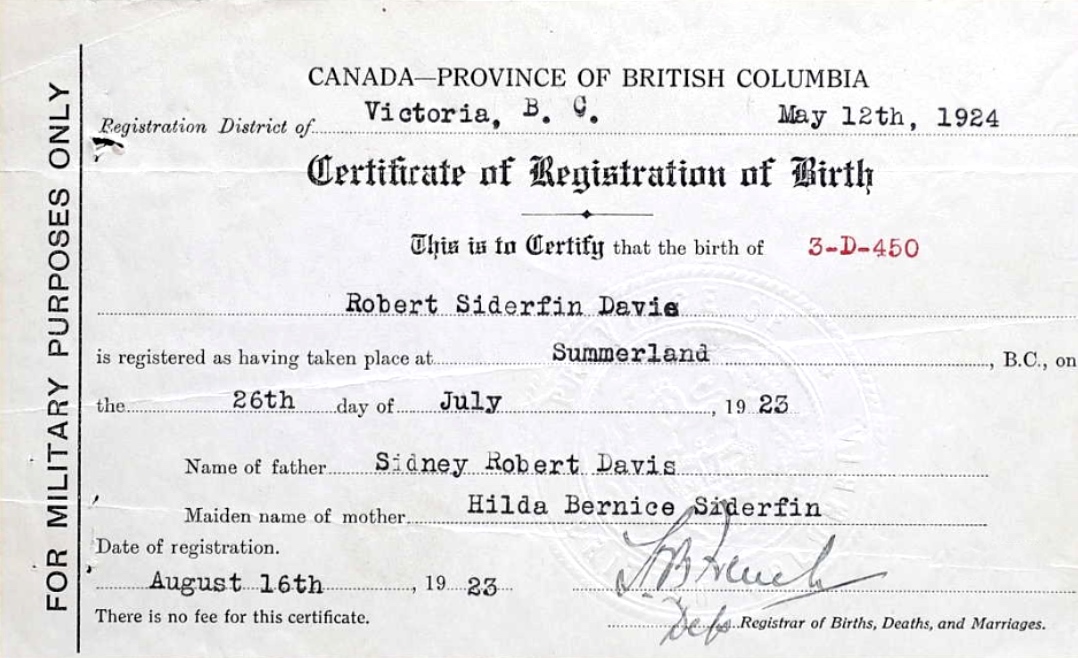 FOR MILITARY PURPOSES ONLY
CANADA—PROVINCE OF BRITISH COLUMBIA
Registration District of Victoria, B. C. May 12th, 1924
Certificate of Registration of Birth
This is to Certify that the birth of 3-D-450
Robert Siderfin Davis
is registered as having taken place at Summerland, B.C., on
the 26th day of July, 1923
Name of father Sidney Robert Davis
Maiden name of mother Hilda Bernice Siderfin
Date of registration.
August 16th, 1923
There is no fee for this certificate.
Dep Registrar of Births, Deaths, and Marriages.